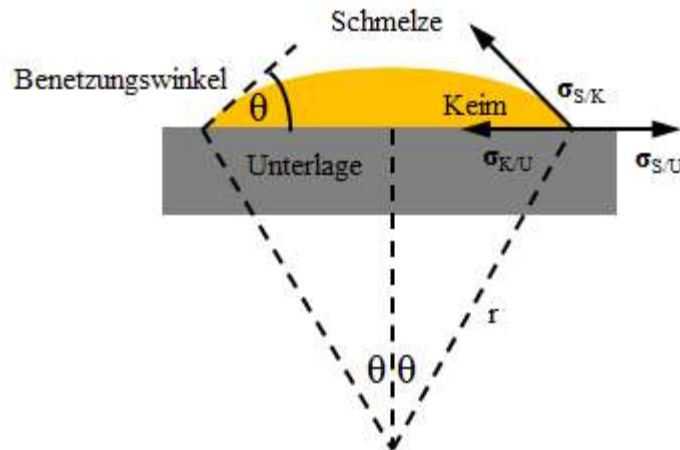 Schmelze
Benetzungswinkel
σS/K
θ
Keim
Unterlage
σK/U
σS/U
r
θ θ